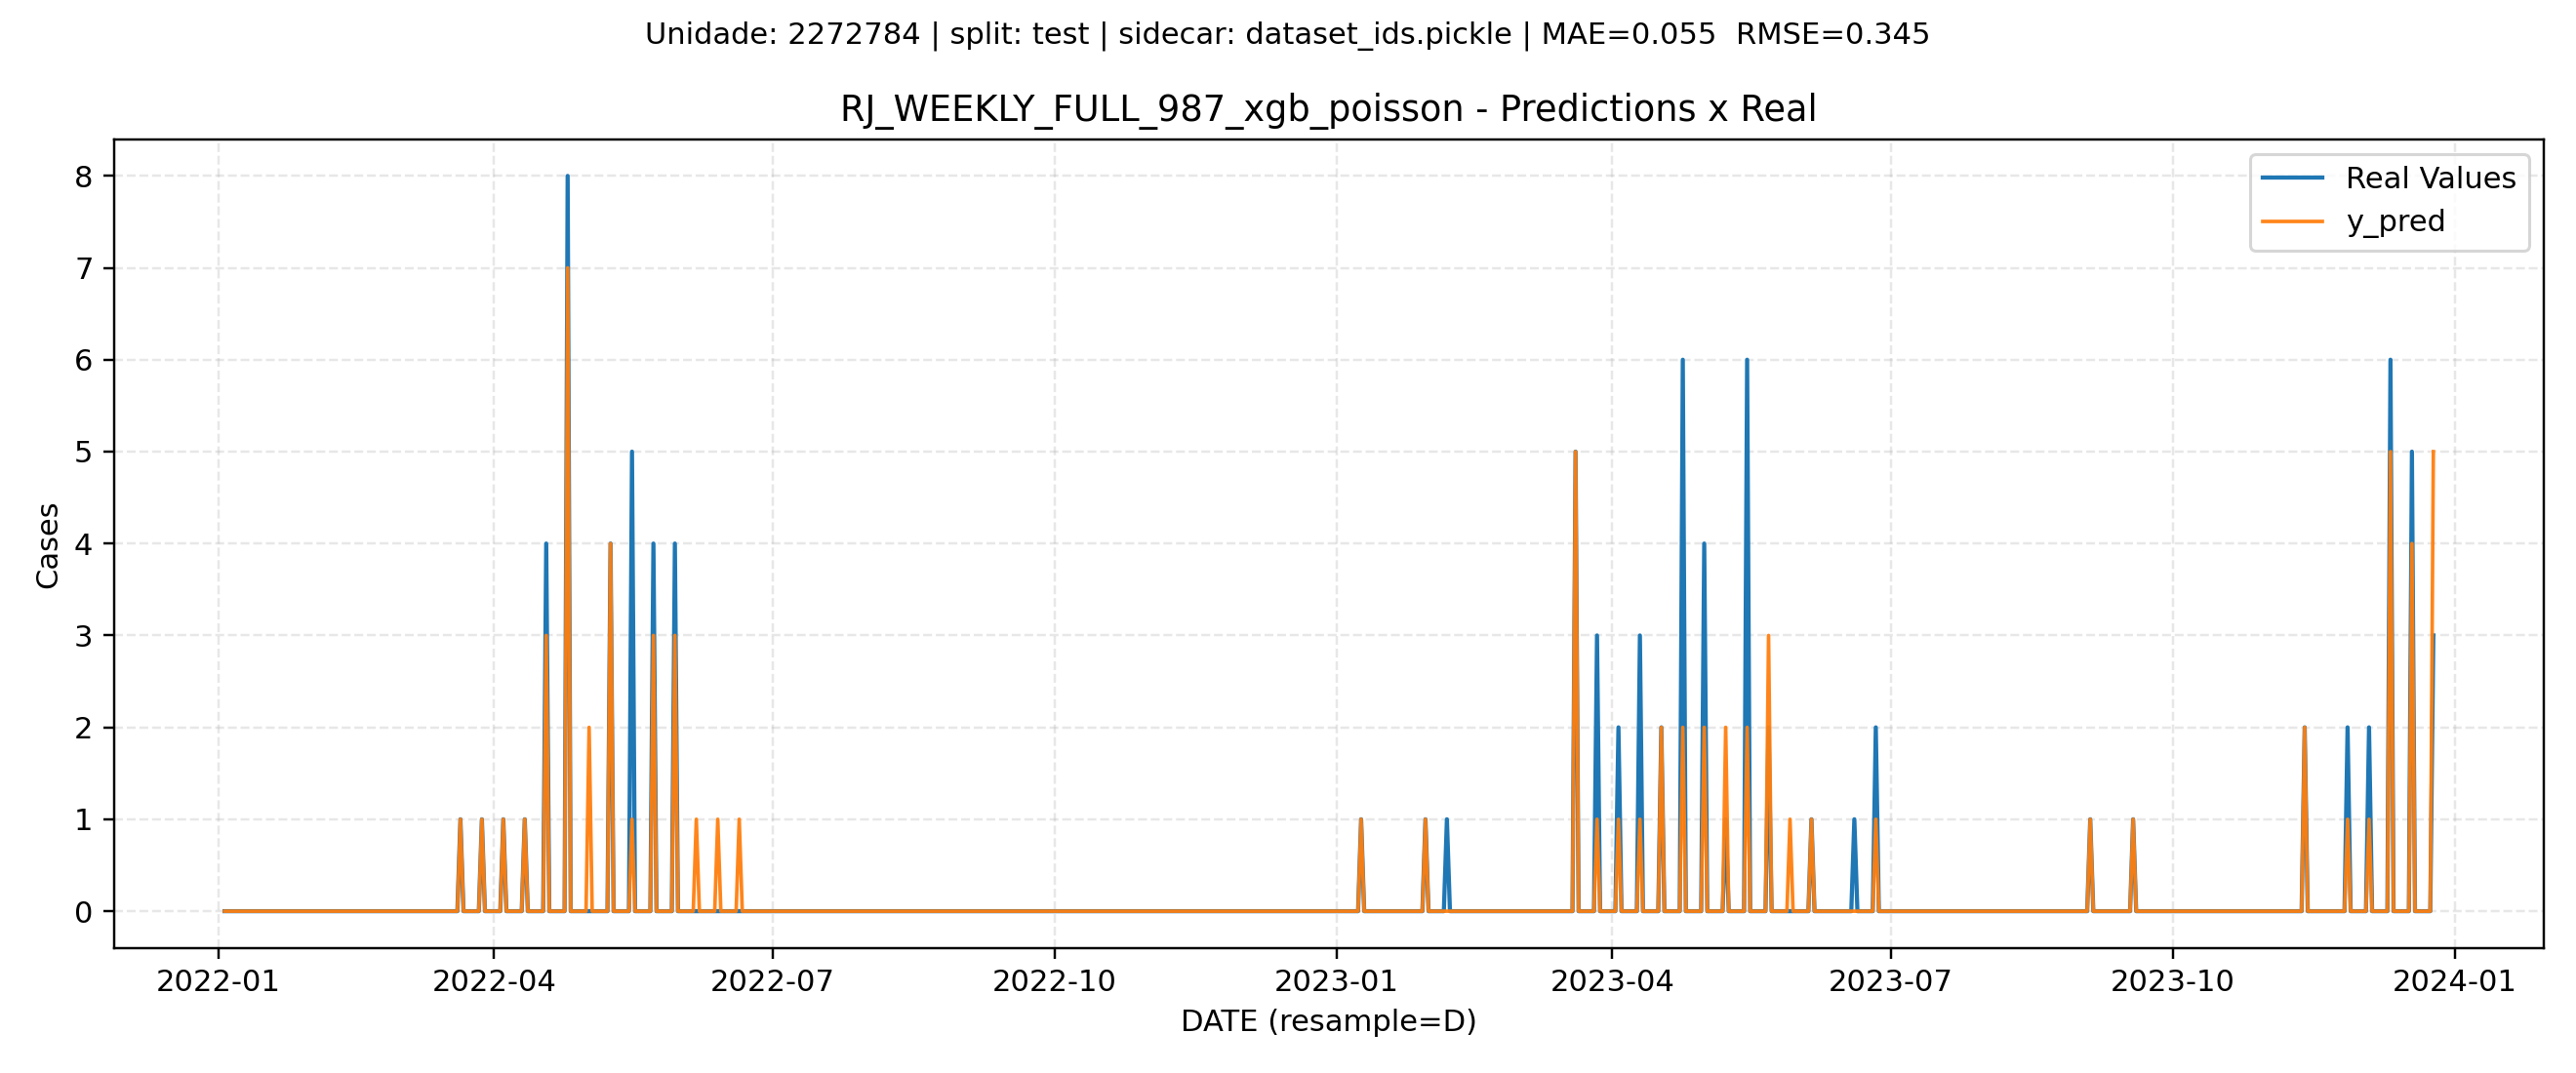 Unidade: 2272784 | split: test | sidecar: dataset_ids.pickle | MAE=0.055  RMSE=0.345
RJ_WEEKLY_FULL_987_xgb_poisson - Predictions x Real
Real Values
y_pred
8
7
6
5
4
3
2
1
0
Cases
2022-01 2022-04 2022-07 2022-10 2023-01 2023-04 2023-07 2023-10 2024-01
DATE (resample=D)